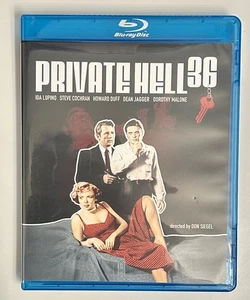 Blu-ray Disc
PRIVATE HELL 36
IDA LUPINO STEVE COCHRAN HOWARD DUFF DEAN JAGGER DOROTHY MALONE
directed by DON SIEGEL